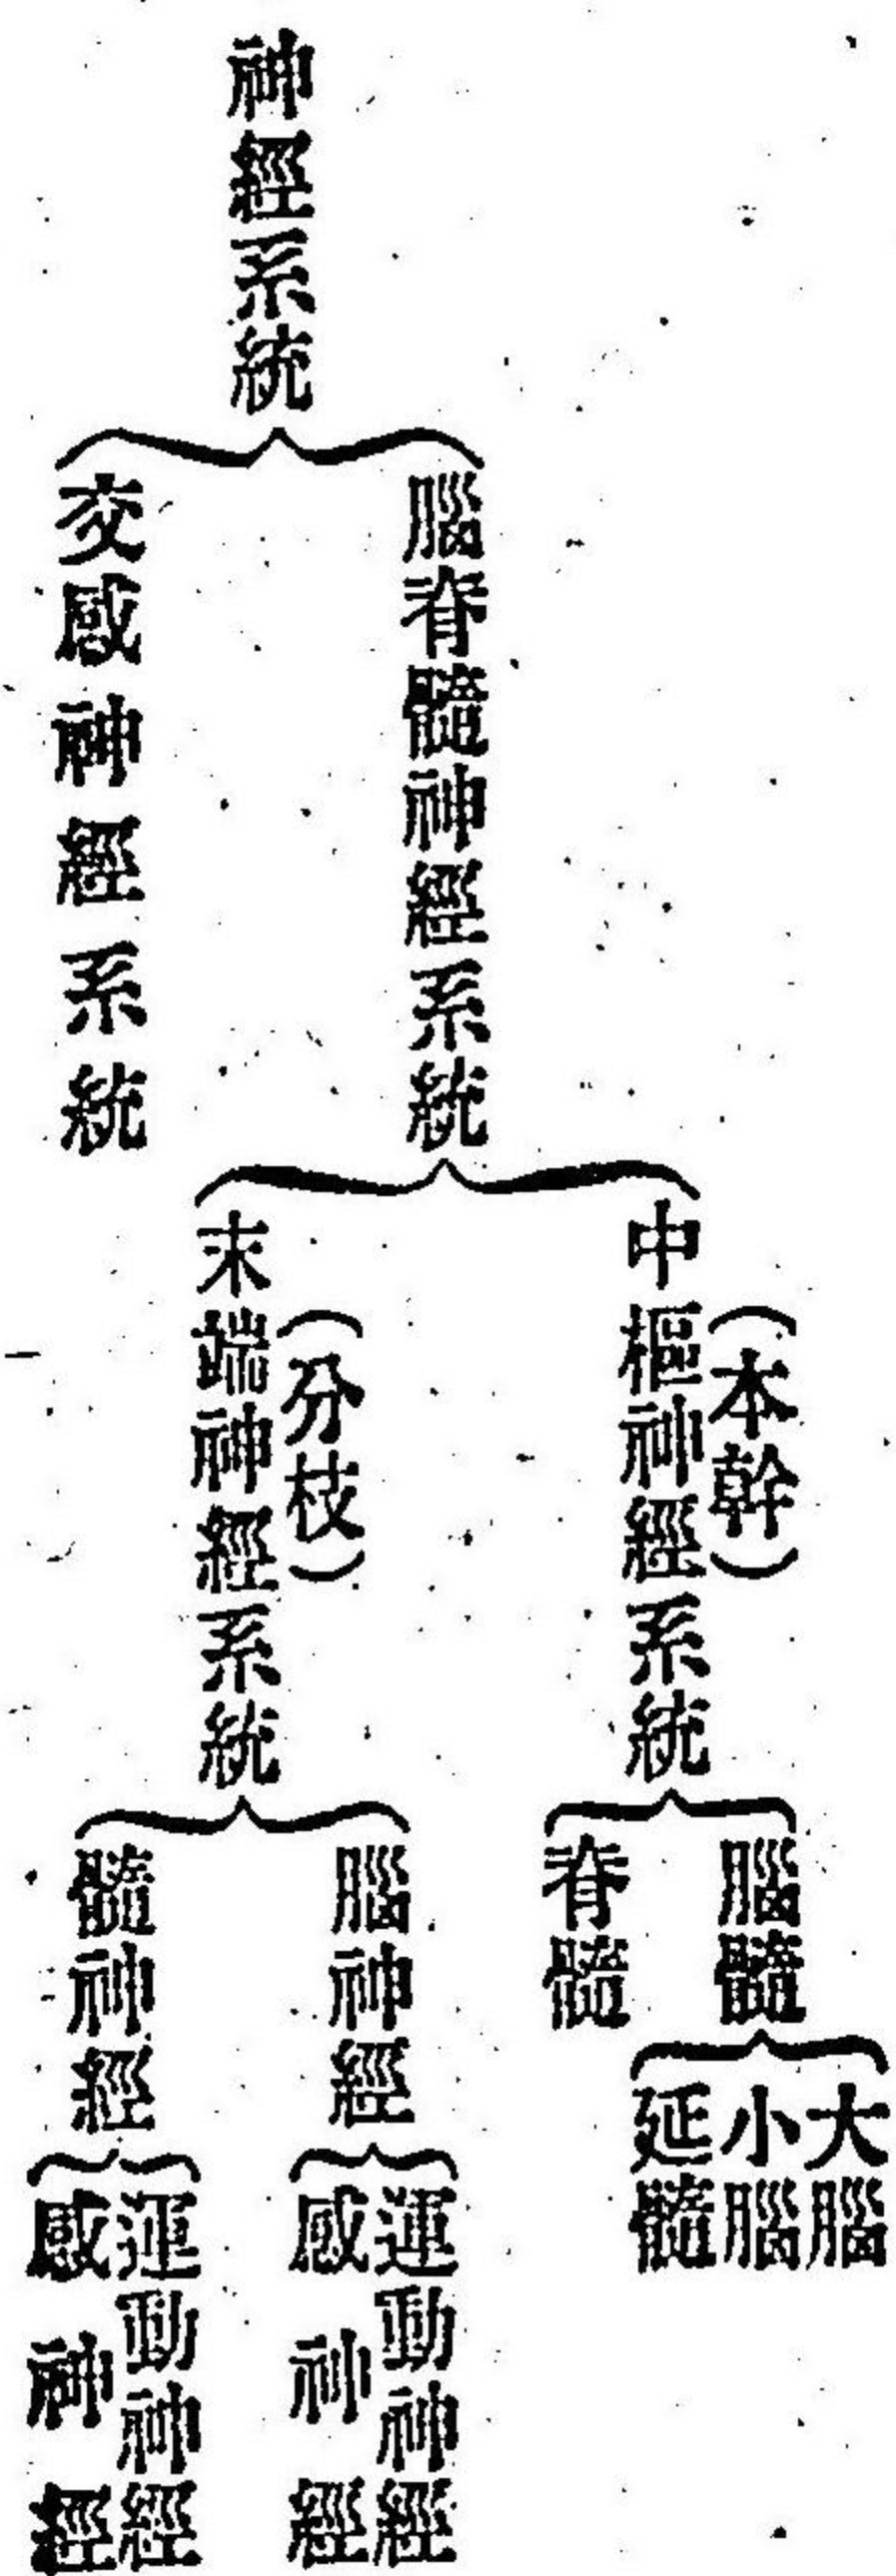 神經系統
腦脊髓神經系統
交感神經系統
(本幹)
中樞神經系統
(分枝)
末端神經系統
腦髓
脊髓
大腦
小腦
延髓
腦神經
髓神經
運動神經
感神經
運動神經
感神經